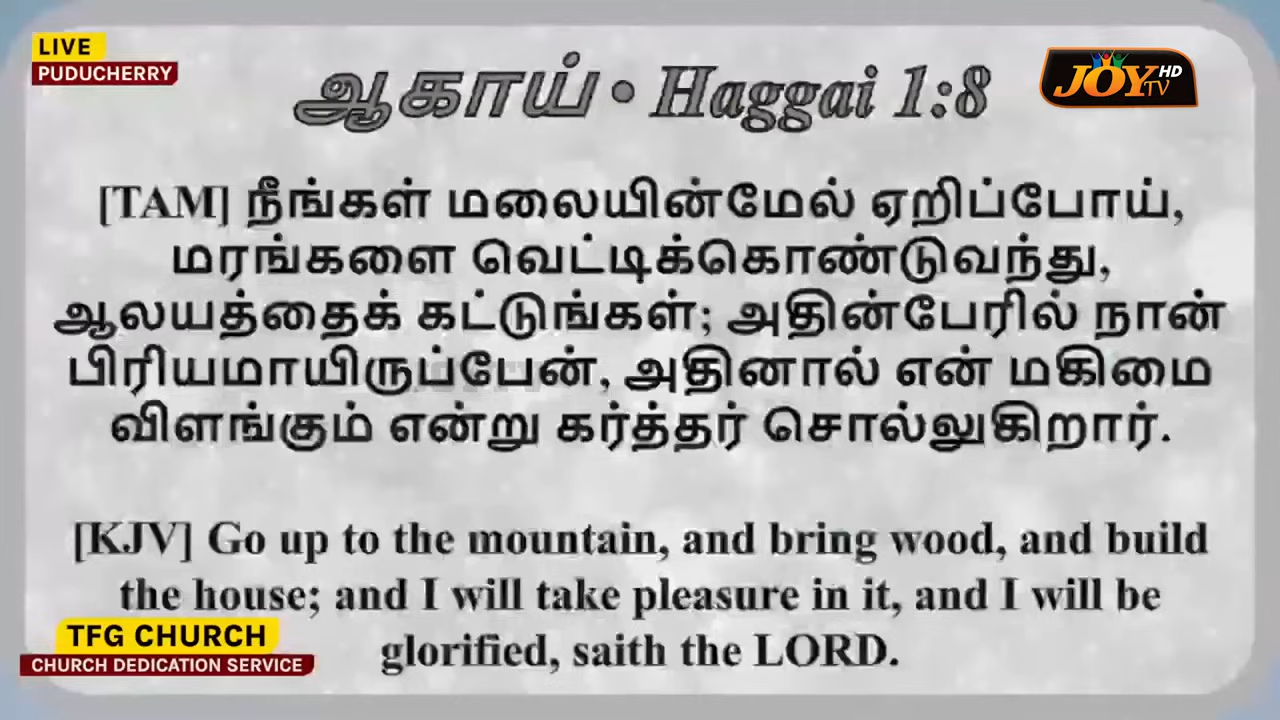 LIVE
PUDUCHERRY
JOY TV HD
ஆகாய் • Haggai 1:8
[TAM] நீங்கள் மலையின்மேல் ஏறிப்போய்,
மரங்களை வெட்டிக்கொண்டுவந்து,
ஆலயத்தைக் கட்டுங்கள்; அதின்பேரில் நான்
பிரியமாயிருப்பேன், அதினால் என் மகிமை
விளங்கும் என்று கர்த்தர் சொல்லுகிறார்.
[KJV] Go up to the mountain, and bring wood, and build
the house; and I will take pleasure in it, and I will be
glorified, saith the LORD.
TFG CHURCH
CHURCH DEDICATION SERVICE